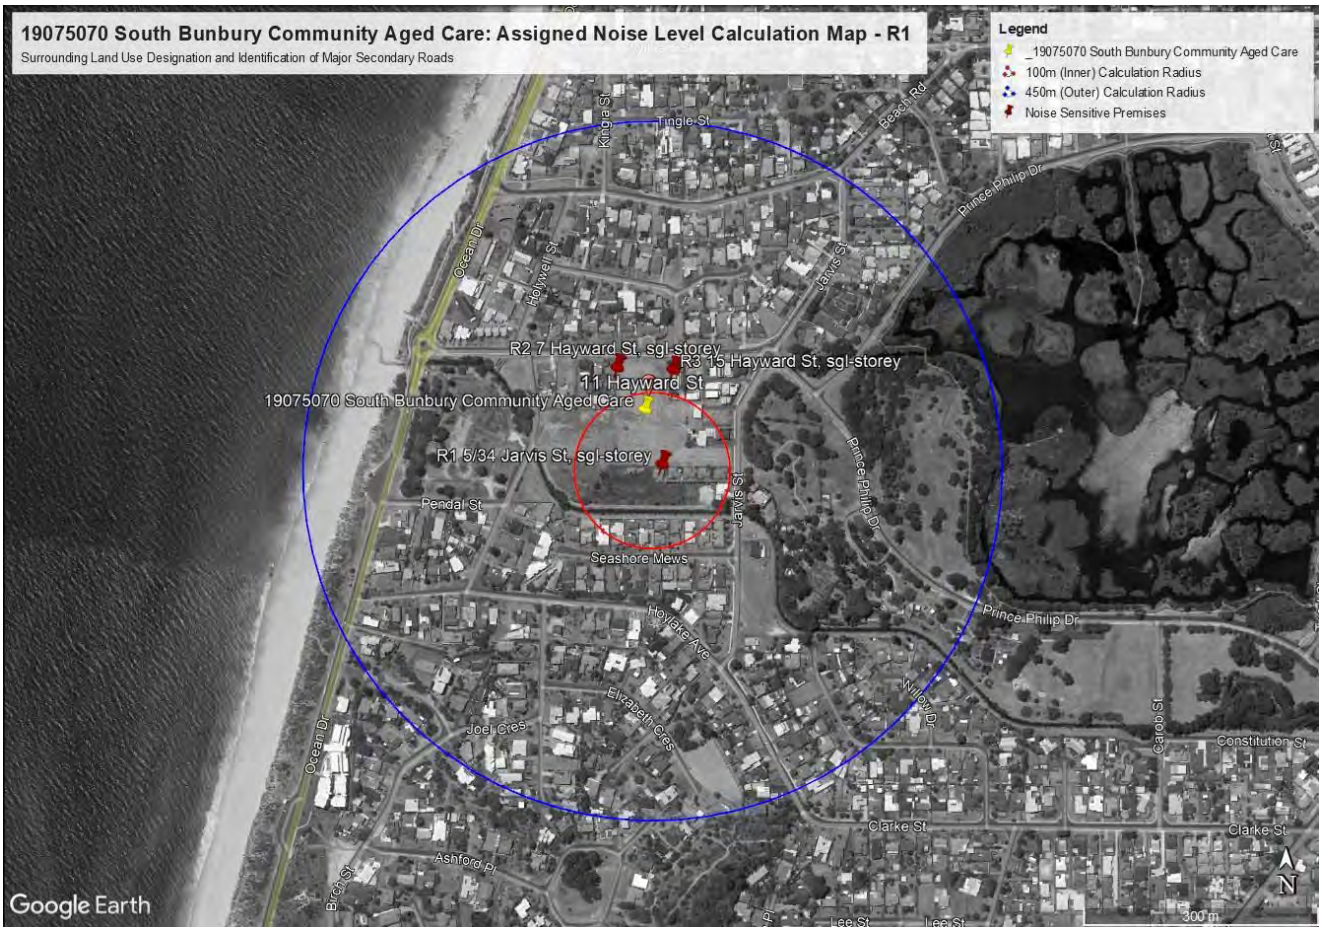 19075070 South Bunbury Community Aged Care: Assigned Noise Level Calculation Map - R1
Surrounding Land Use Designation and Identification of Major Secondary Roads
Legend
_19075070 South Bunbury Community Aged Care
100m (Inner) Calculation Radius
450m (Outer) Calculation Radius
Noise Sensitive Premises
Tingle St
Beach Rd
Prince Philip Dr
Ocean Dr
Holywell St
Jarvis St
R2 7 Hayward St, sgl-storey
R3 15 Hayward St, sgl-storey
11 Hayward St
19075070 South Bunbury Community Aged Care
R1 5/34 Jarvis St, sgl-storey
Prince Philip Dr
Pendal St
Jarvis St
Seashore Mews
Hoylake Ave
Prince Philip Dr
Elizabeth Cres
Joel Cres
Ocean Dr
Carob St
Constitution St
Clarke St
Clarke St
Ashford Pl
Birch St
Lee St
Lee St
N
300 m
Google Earth